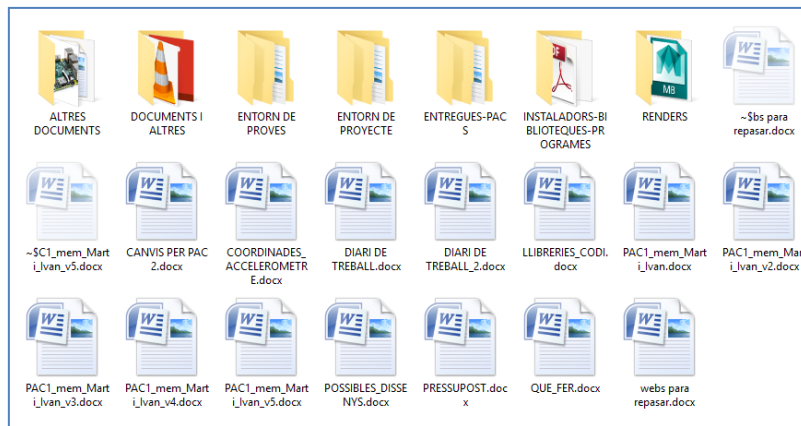 ALTRES
DOCUMENTS
DOCUMENTS I
ALTRES
ENTORN DE
PROVES
ENTORN DE
PROYECTE
ENTREGUES-PAC
S
INSTALADORS-BI
BLIOTEQUES-PR
OGRAMES
MB
RENDERS
~$bs para
repasar.docx
~$C1_mem_Mart
i_Ivan_v5.docx
CANVIS PER PAC
2.docx
COORDINADES_
ACCELEROMETR
E.docx
DIARI DE
TREBALL.docx
DIARI DE
TREBALL_2.docx
LLIBRERIES_CODI.
docx
PAC1_mem_Mart
i_Ivan.docx
PAC1_mem_Mart
i_Ivan_v2.docx
PAC1_mem_Mart
i_Ivan_v3.docx
PAC1_mem_Mart
i_Ivan_v4.docx
PAC1_mem_Mart
i_Ivan_v5.docx
POSSIBLES_DISSE
NYS.docx
PRESSUPOST.doc
x
QUE_FER.docx
webs para
repasar.docx